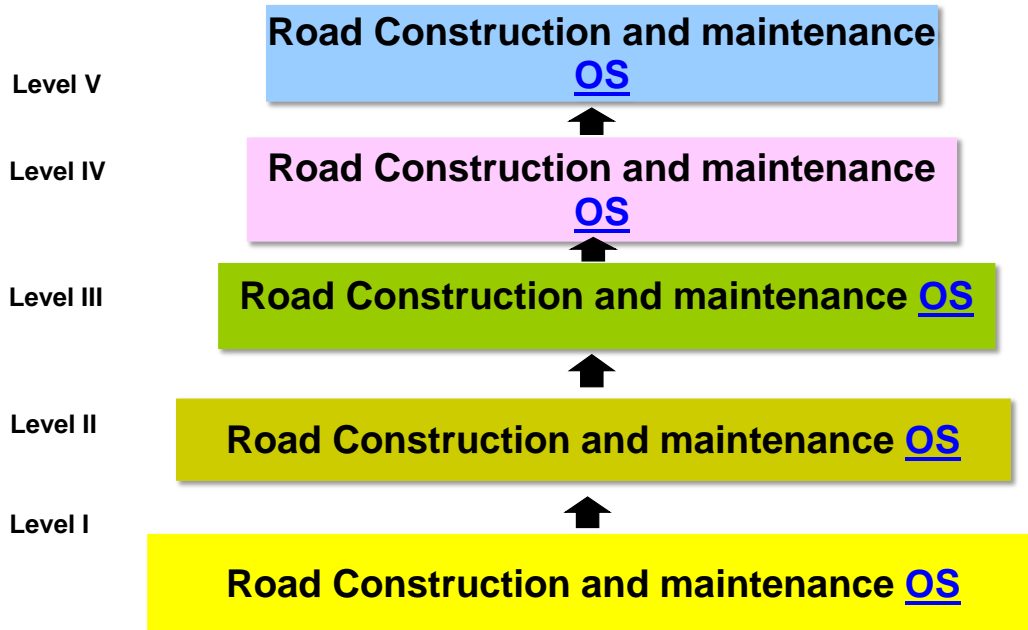 Road Construction and maintenance
OS
Level V
Road Construction and maintenance
OS
Level IV
Road Construction and maintenance OS
Level III
Road Construction and maintenance OS
Level II
Level I
Road Construction and maintenance OS